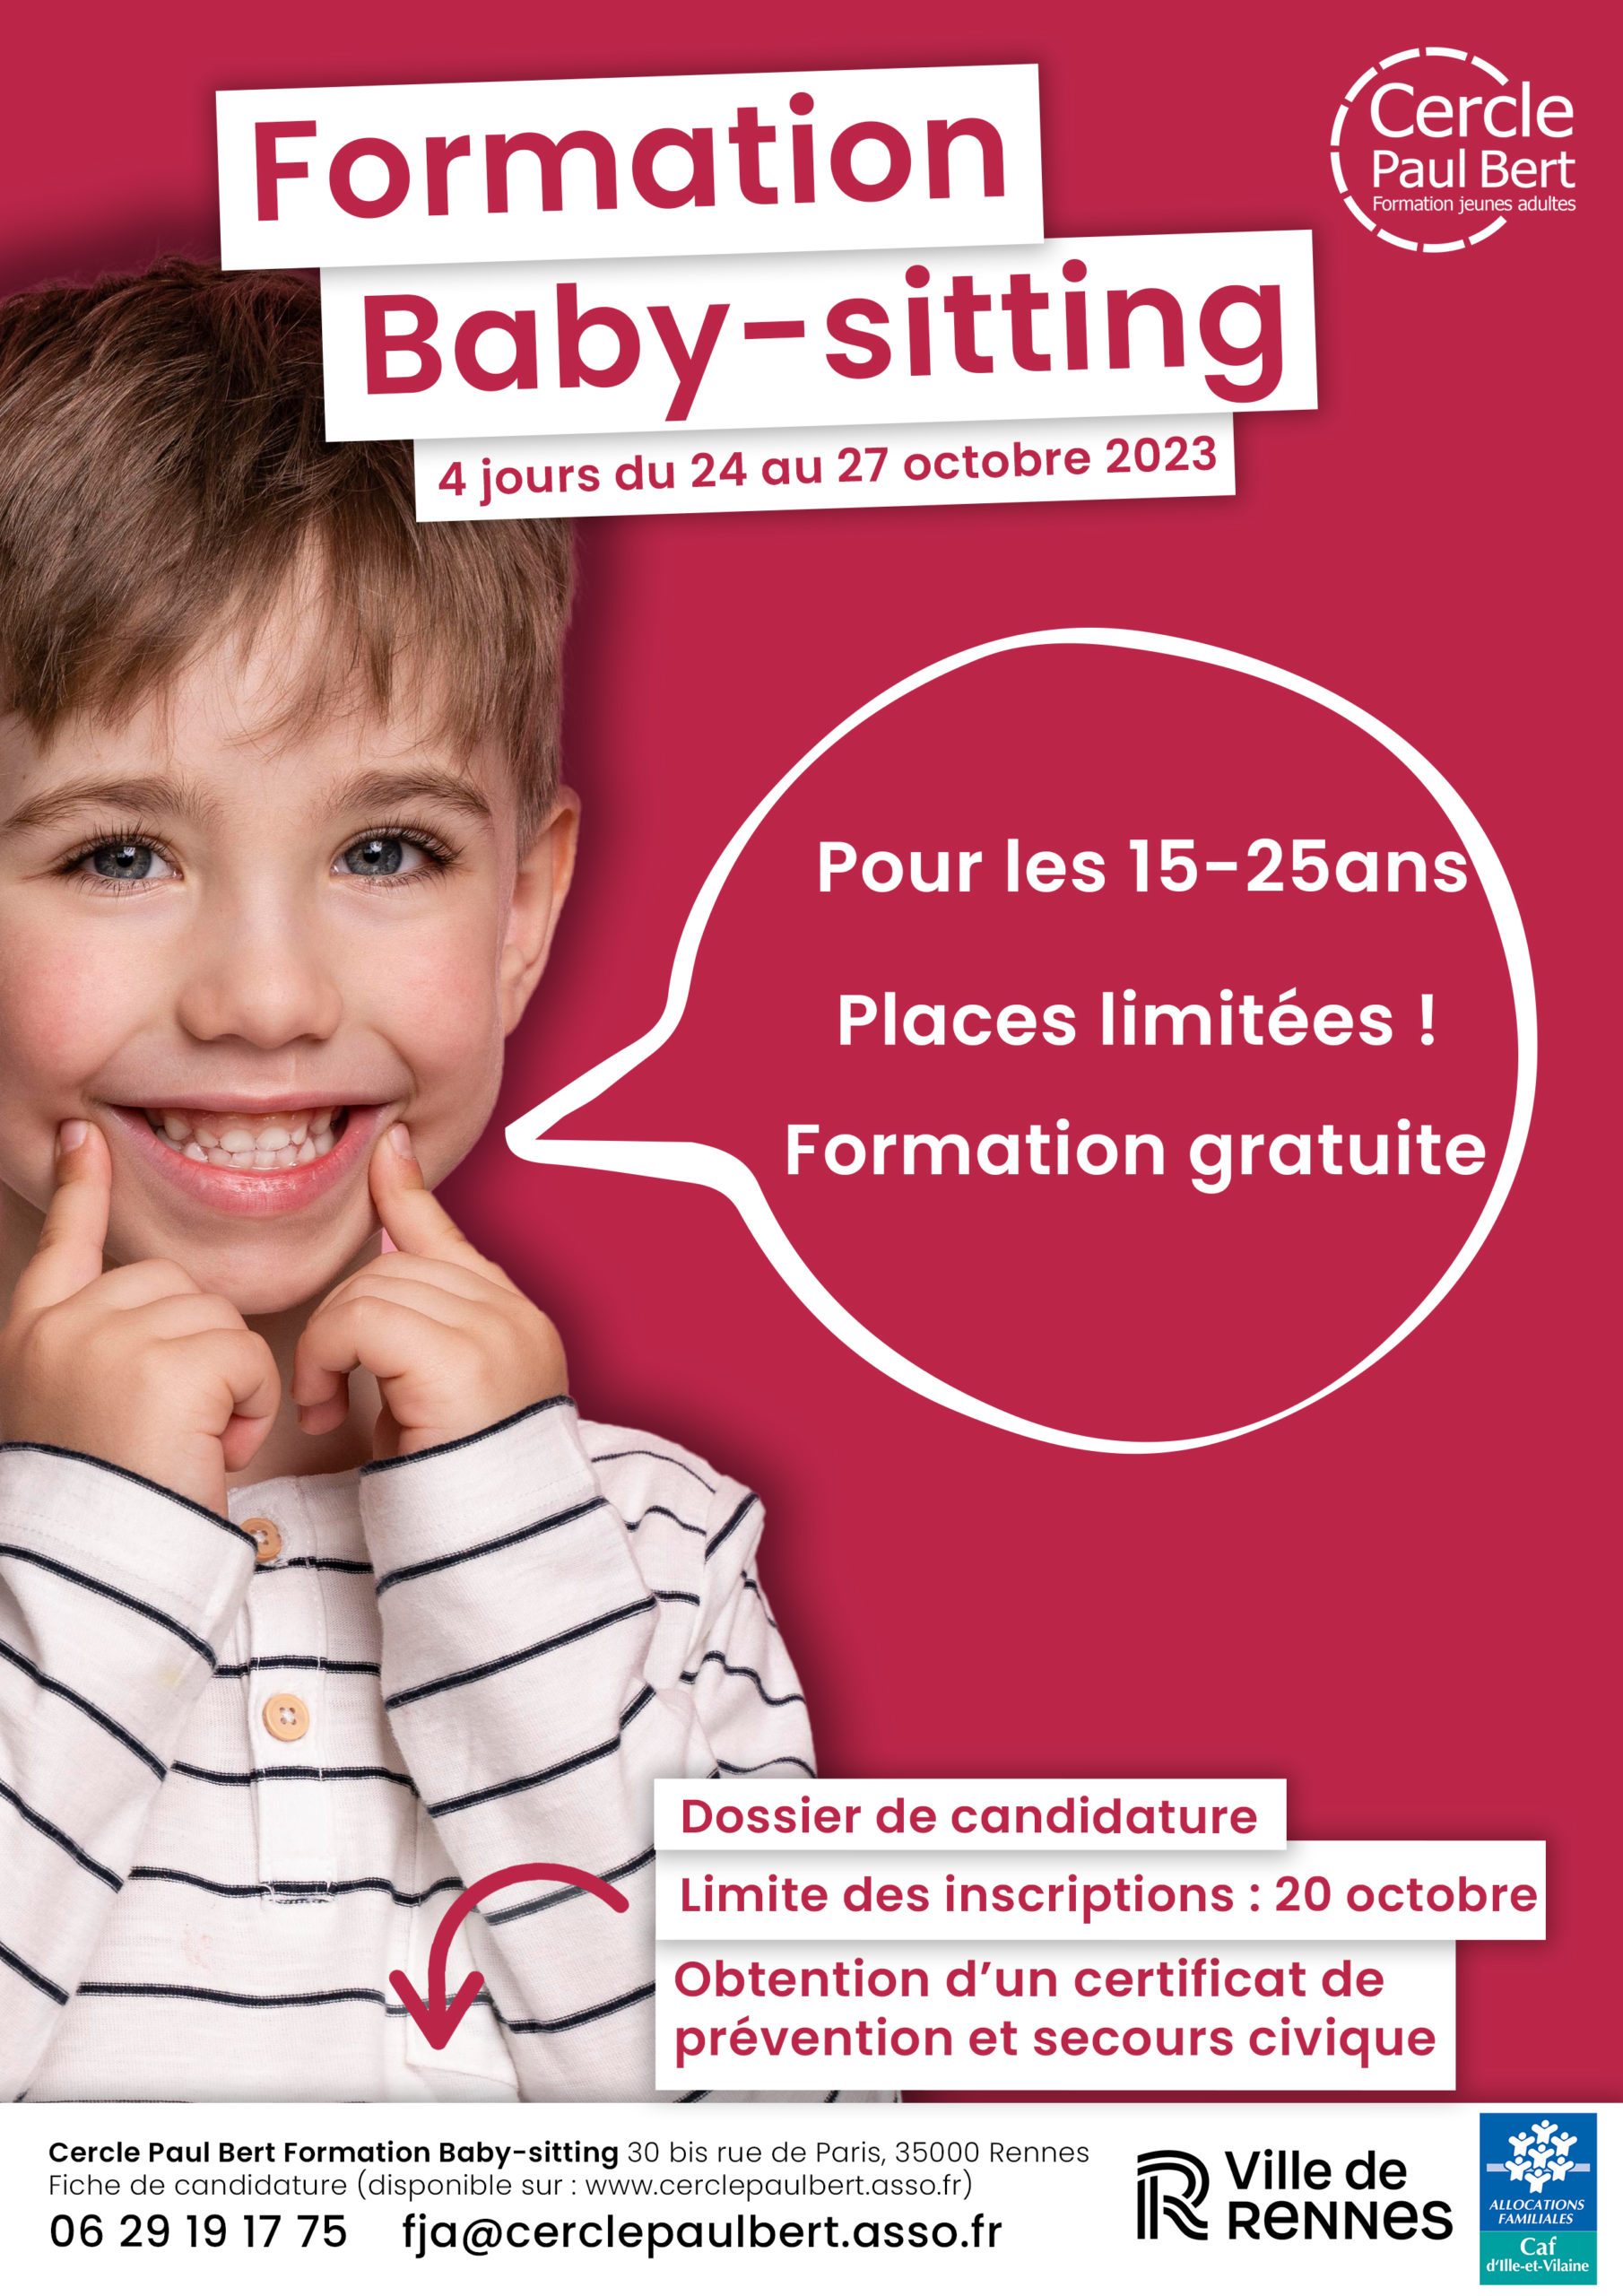 Formation
Cercle
Paul Bert
Formation jeunes adultes
Baby-sitting
4 jours du 24 au 27 octobre 2023
Pour les 15-25ans
Places limitées !
Formation gratuite
Dossier de candidature
Limite des inscriptions : 20 octobre
Obtention d’un certificat de
prévention et secours civique
Cercle Paul Bert Formation Baby-sitting 30 bis rue de Paris, 35000 Rennes
Fiche de candidature (disponible sur : www.cerclepaulbert.asso.fr)
06 29 19 17 75 fja@cerclepaulbert.asso.fr
Ville de
ReNNes
ALLOCATIONS
FAMILIALES
Caf
d'Ille-et-Vilaine